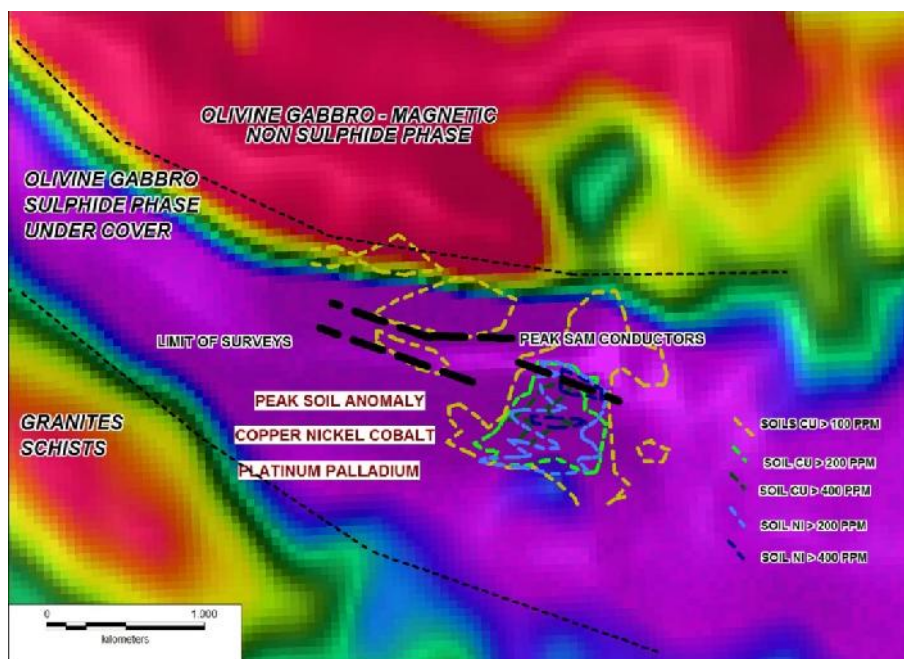 OLIVINE GABBRO - MAGNETIC
NON SULPHIDE PHASE
OLIVINE GABBRO
SULPHIDE PHASE
UNDER COVER
LIMIT OF SURVEYS
PEAK SAM CONDUCTORS
PEAK SOIL ANOMALY
COPPER NICKEL COBALT
PLATINUM PALLADIUM
GRANITES
SCHISTS
SOILS CU > 100 PPM
SOIL CU > 200 PPM
SOIL CU > 400 PPM
SOIL NI > 200 PPM
SOIL NI > 400 PPM
0 1,000
kilometers